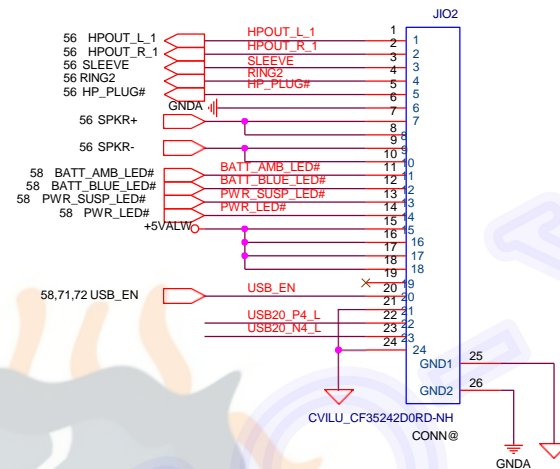 JIO2
56 HPOUT_L_1 HPOUT_L_1 1 1
56 HPOUT_R_1 HPOUT_R_1 2 2
56 SLEEVE SLEEVE 3 3
56 RING2 RING2 4 4
56 HP_PLUG# HP_PLUG# 5 5
GNDA 6 6
56 SPKR+ 7 7
8 8
56 SPKR- 9 9
10 10
58 BATT_AMB_LED# BATT_AMB_LED# 11 11
58 BATT_BLUE_LED# BATT_BLUE_LED# 12 12
58 PWR_SUSP_LED# PWR_SUSP_LED# 13 13
58 PWR_LED# PWR_LED# 14 14
+5VALW 15 15
16 16
17 17
18 18
19 19
58,71,72 USB_EN USB_EN 20 20
21 21
USB20_P4_L 22 22
USB20_N4_L 23 23
24 24
GND1 25
GND2 26
CVILU_CF35242D0RD-NH
CONN@
GNDA